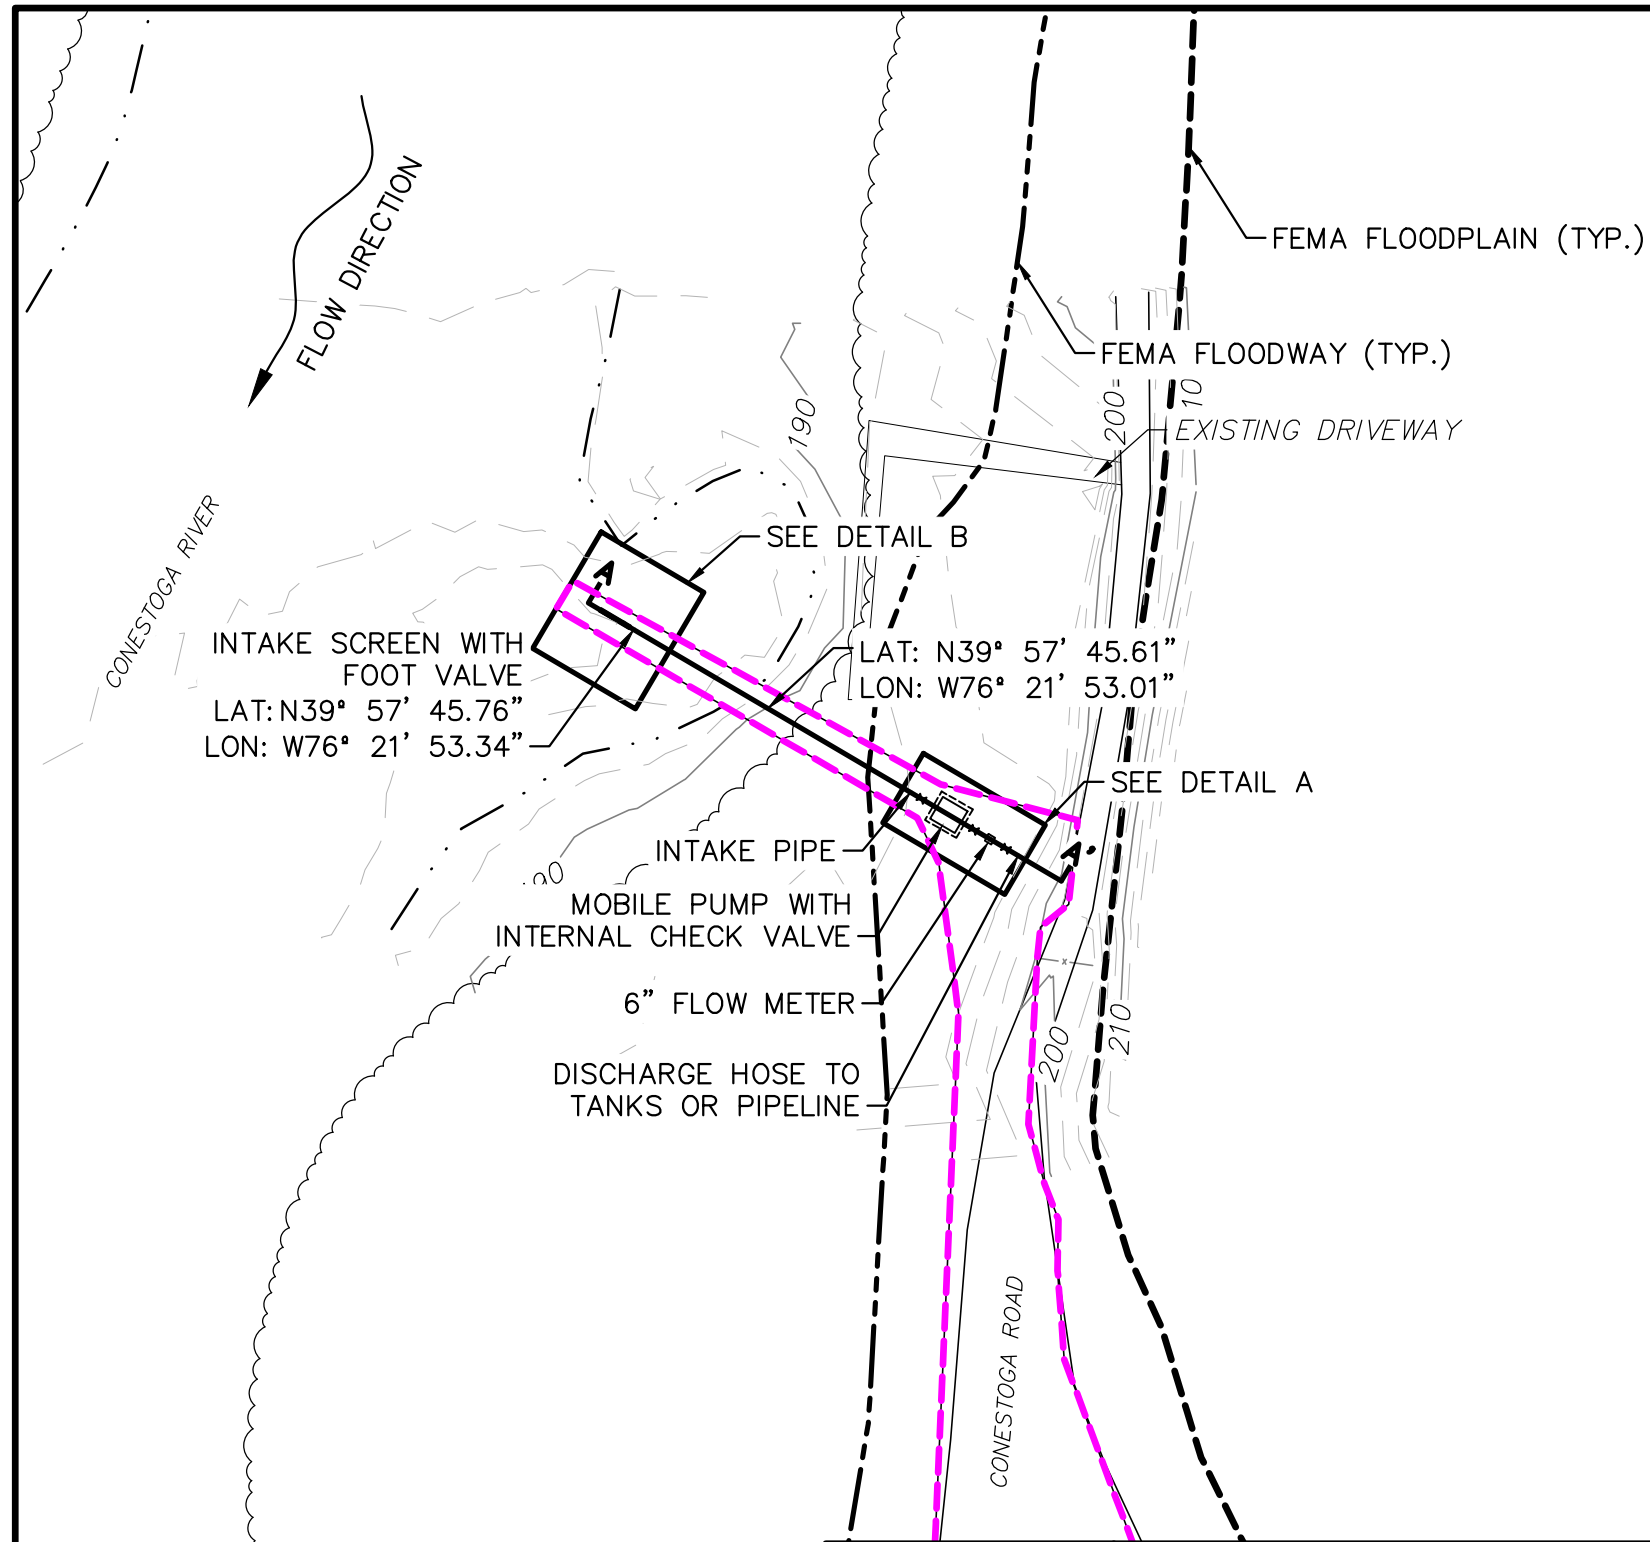 FEMA FLOODPLAIN (TYP.)
FLOW DIRECTION
FEMA FLOODWAY (TYP.)
200
10
190
EXISTING DRIVEWAY
SEE DETAIL B
CONESTOGA RIVER
A
INTAKE SCREEN WITH
FOOT VALVE
LAT: N39° 57' 45.76"
LON: W76° 21' 53.34"
LAT: N39° 57' 45.61"
LON: W76° 21' 53.01"
SEE DETAIL A
INTAKE PIPE
A'
90
MOBILE PUMP WITH
INTERNAL CHECK VALVE
6" FLOW METER
200
210
DISCHARGE HOSE TO
TANKS OR PIPELINE
CONESTOGA ROAD